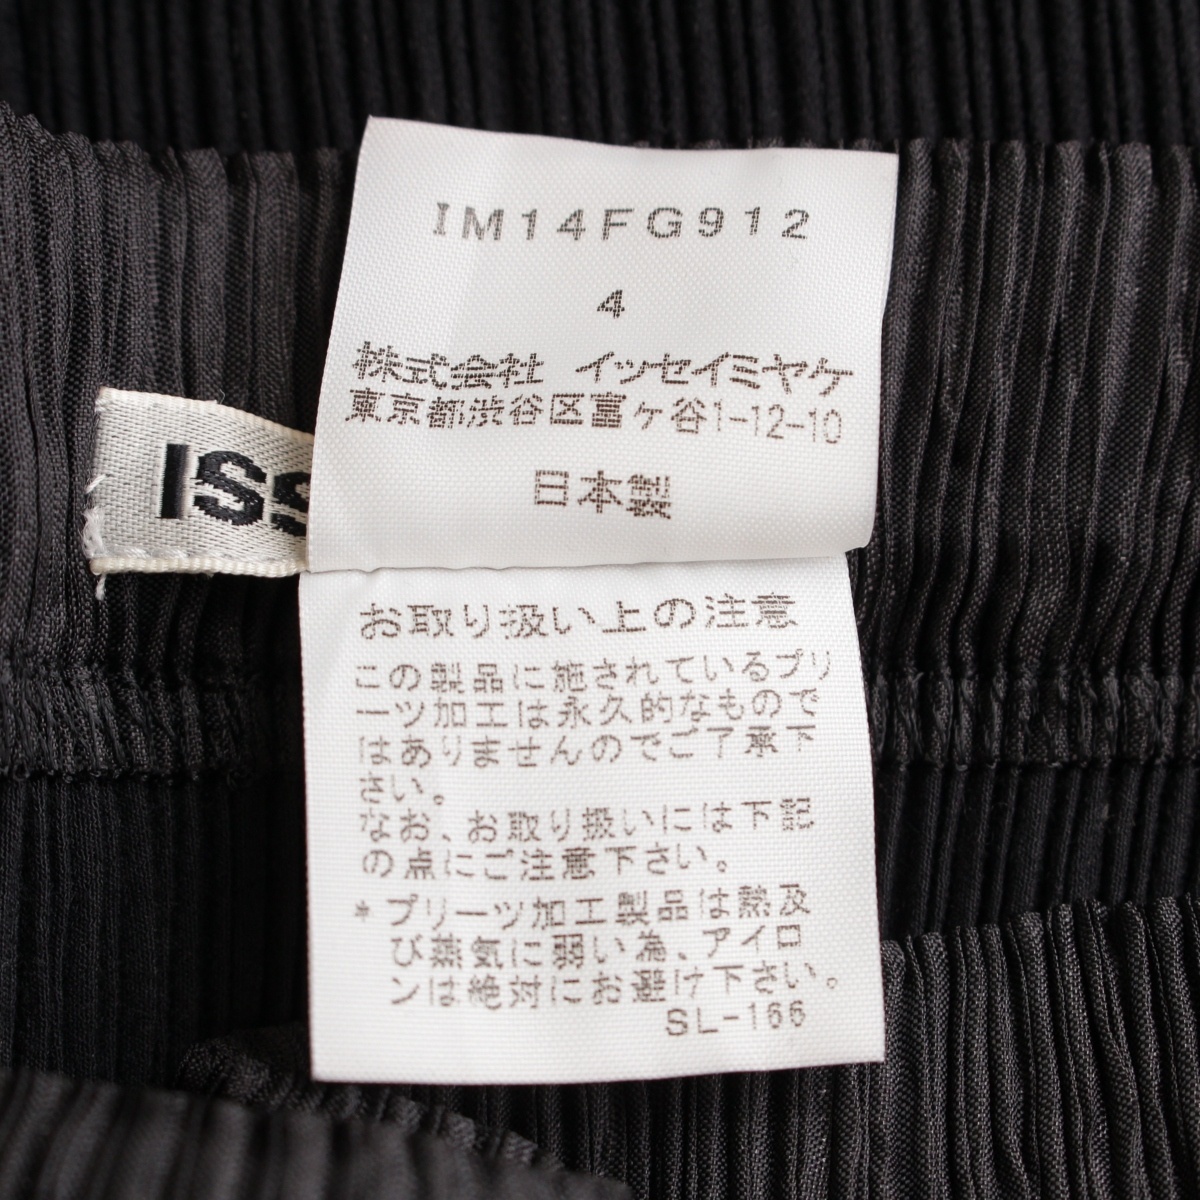 IM14FG912
4
株式会社 イッセイミヤケ
東京都渋谷区富ヶ谷1-12-10
日本製
ISS
お取り扱い上の注意
この製品に施されているプリ
ーツ加工は永久的なもので
はありませんのでご了承下
さい。
なお、お取り扱いには下記
の点にご注意下さい。
* プリーツ加工製品は熱及
び蒸気に弱い為、アイロ
ンは絶対にお避け下さい。
SL-166